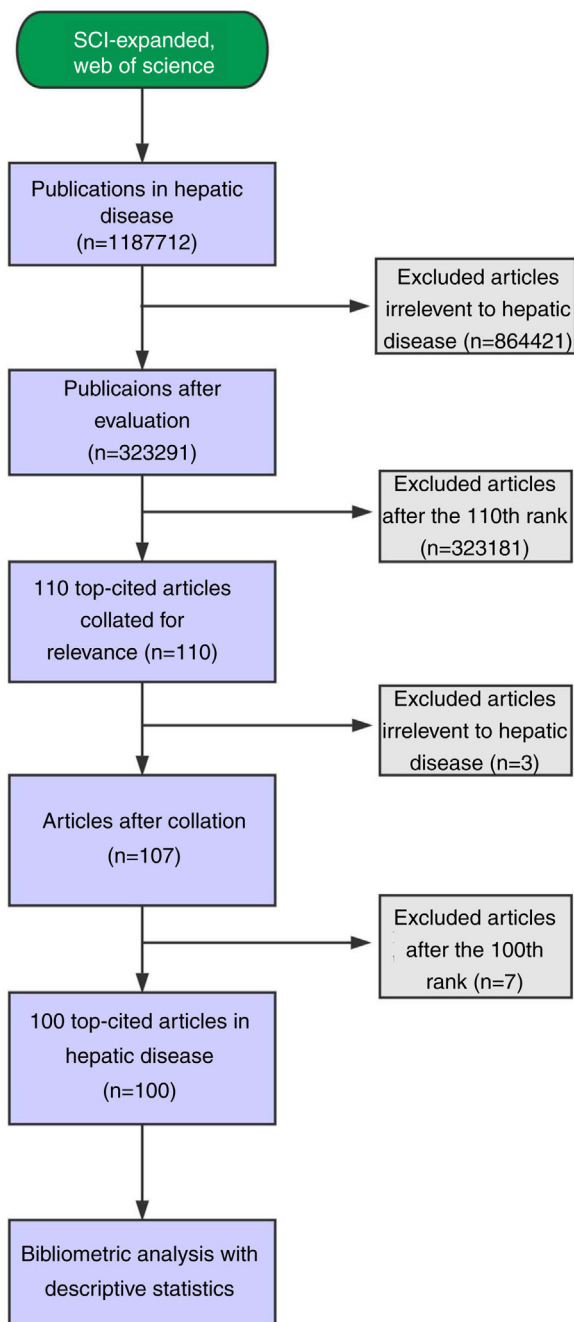 SCI-expanded,
web of science
Publications in hepatic
disease
(n=1187712)
Excluded articles
irrelevent to hepatic
disease (n=864421)
Publicaions after
evaluation
(n=323291)
Excluded articles
after the 110th rank
(n=323181)
110 top-cited articles
collated for
relevance (n=110)
Excluded articles
irrelevent to hepatic
disease (n=3)
Articles after collation
(n=107)
Excluded articles
after the 100th
rank (n=7)
100 top-cited articles in
hepatic disease
(n=100)
Bibliometric analysis with
descriptive statistics